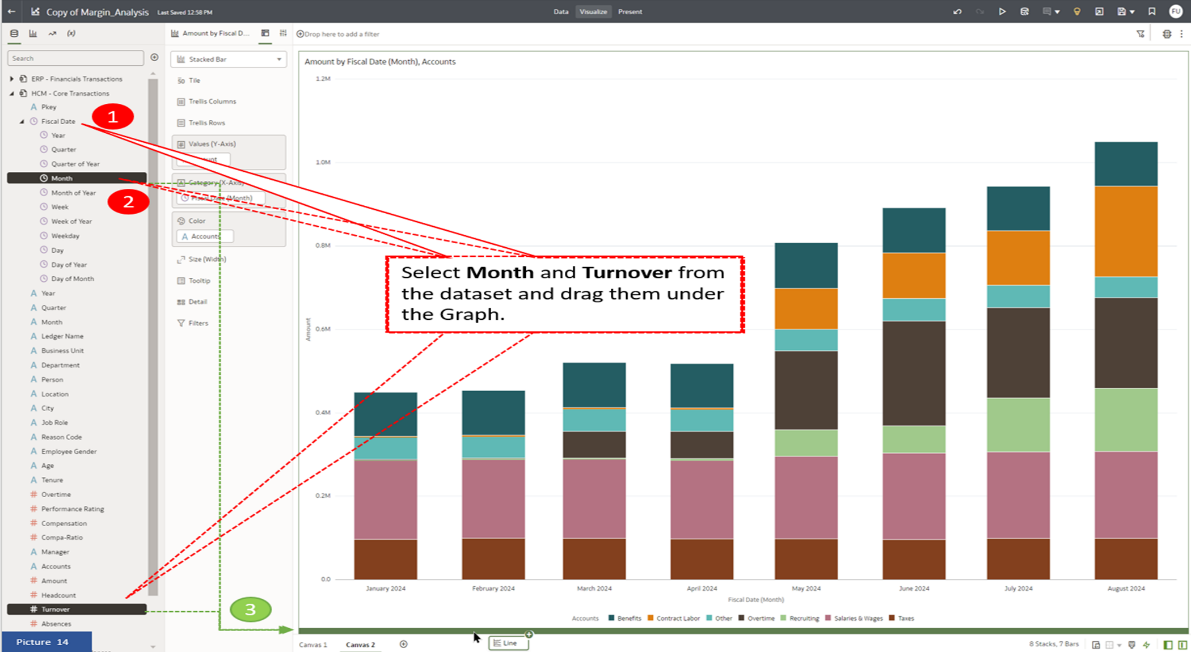 Copy of Margin_Analysis Last Saved 12:58 PM
Data Visualize Present
FU
(x)
Amount by Fiscal D...
Drop here to add a filter
Search
ERP - Financials Transactions
HCM - Core Transactions
Pkey
Fiscal Date
Year
Quarter
Quarter of Year
Month
Month of Year
Week
Week of Year
Weekday
Day
Day of Year
Day of Month
Year
Quarter
Month
Ledger Name
Business Unit
Department
Person
Location
City
Job Role
Reason Code
Employee Gender
Age
Tenure
Overtime
Performance Rating
Compensation
Compa-Ratio
Manager
Accounts
Amount
Headcount
Turnover
Absences
Picture 14
1
2
3
Stacked Bar
Tile
Trellis Columns
Trellis Rows
Values (Y-Axis)
Category (X-Axis)
(Month)
Color
Accounts
Size (Width)
Tooltip
Detail
Filters
Amount by Fiscal Date (Month), Accounts
1.2M
1.0M
0.8M
0.6M
0.4M
0.2M
0.0
Amount
Select Month and Turnover from
the dataset and drag them under
the Graph.
January 2024 February 2024 March 2024 April 2024 May 2024 June 2024 July 2024 August 2024
Fiscal Date (Month)
Accounts Benefits Contract Labor Other Overtime Recruiting Salaries & Wages Taxes
Canvas 1 Canvas 2
Line
8 Stacks, 7 Bars